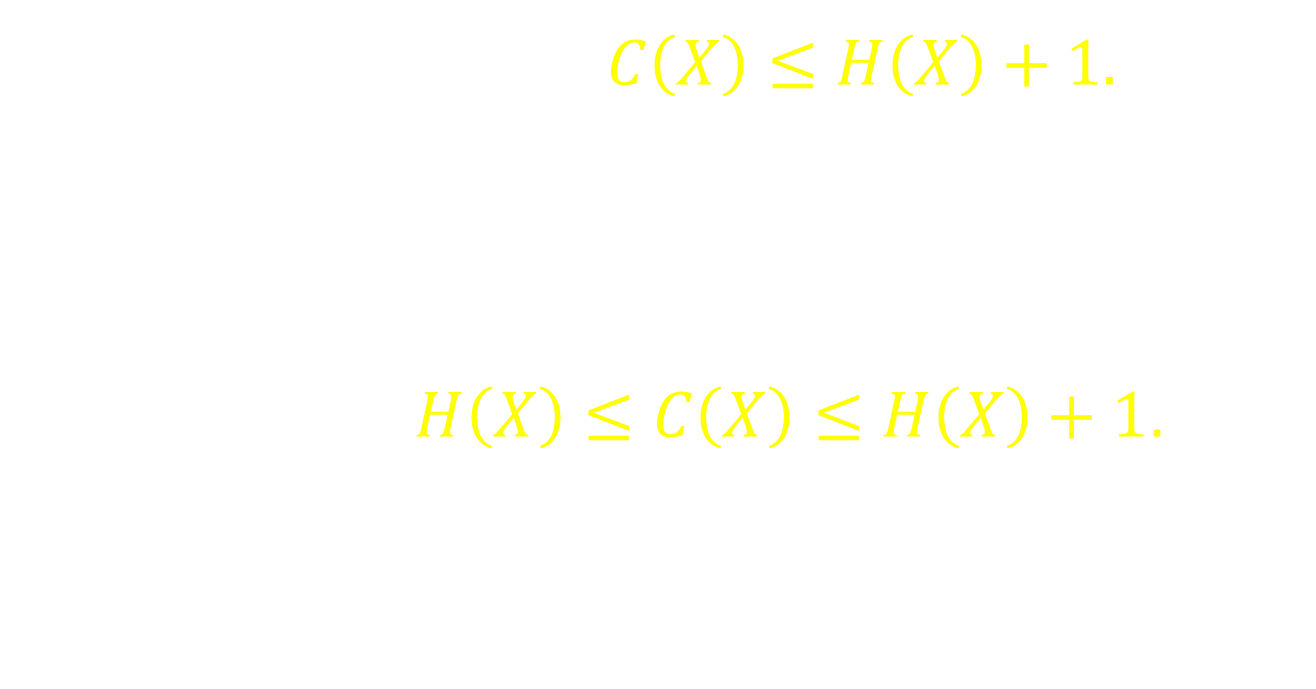 C(X) ≤ H(X) + 1.
H(X) ≤ C(X) ≤ H(X) + 1.